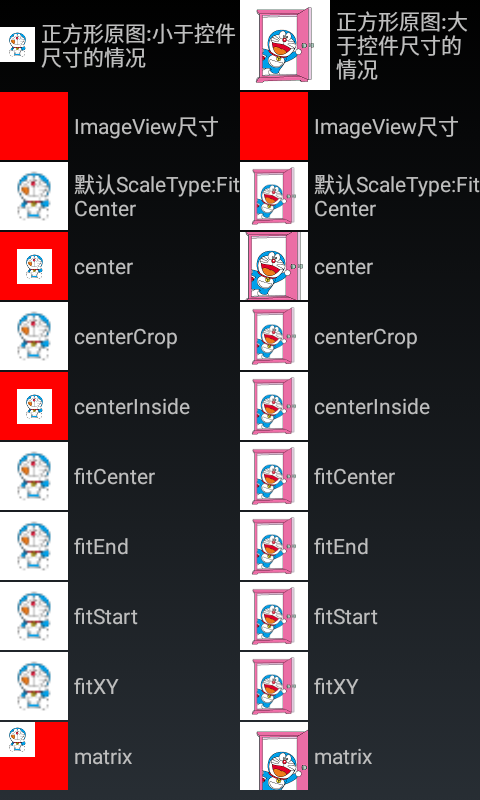 正方形原图:小于控件
尺寸的情况
ImageView尺寸
默认ScaleType:Fit
Center
center
centerCrop
centerInside
fitCenter
fitEnd
fitStart
fitXY
matrix
正方形原图:大
于控件尺寸的
情况
ImageView尺寸
默认ScaleType:Fit
Center
center
centerCrop
centerInside
fitCenter
fitEnd
fitStart
fitXY
matrix